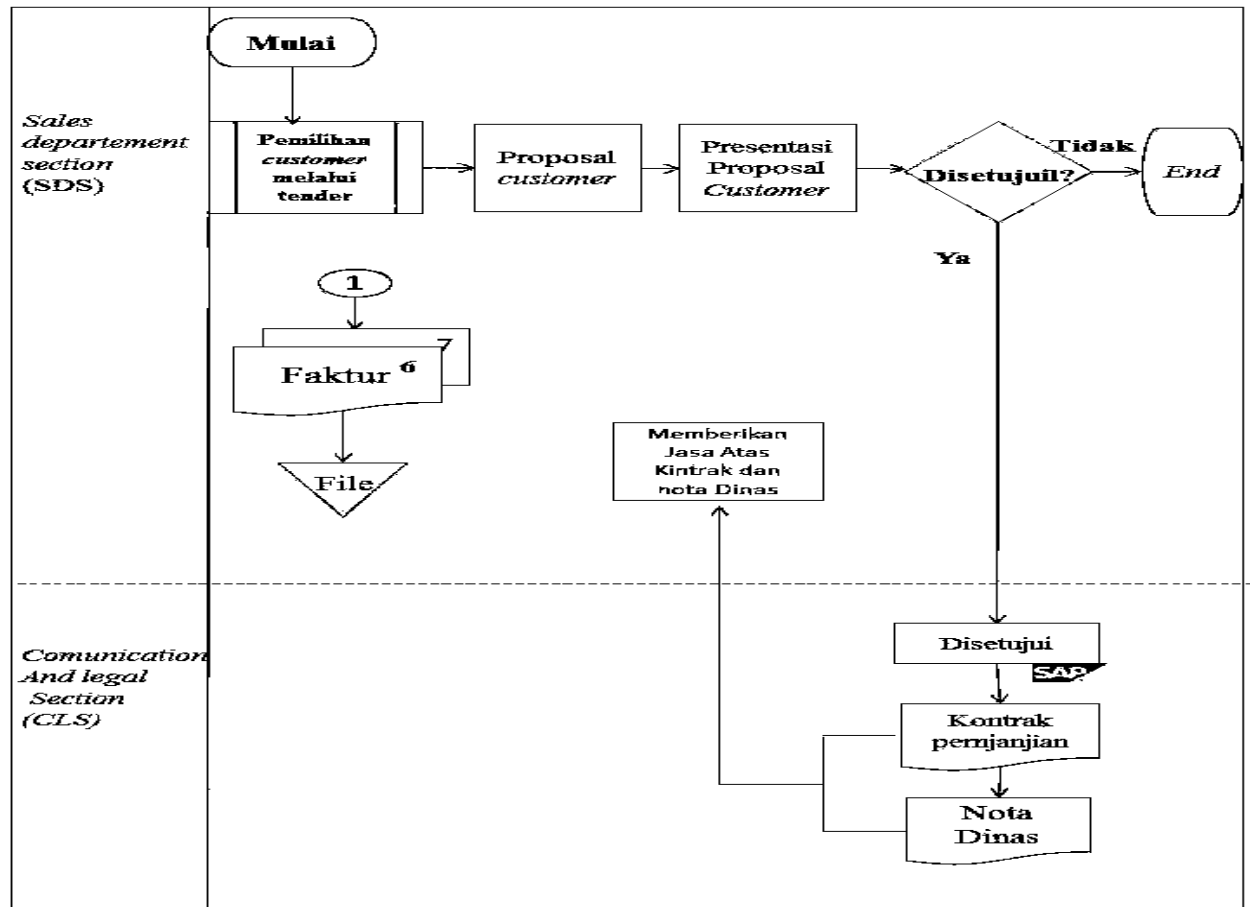 Mulai
Sales
departement
section
(SDS)
Pemilihan
customer
melalui
tender
Proposal
customer
Presentasi
Proposal
Customer
Disetujuil?
Tidak
End
Ya
1
7
Faktur 6
File
Memberikan
Jasa Atas
Kintrak dan
nota Dinas
Comunication
And legal
Section
(CLS)
Disetujui
SAP
Kontrak
pernjanjian
Nota
Dinas